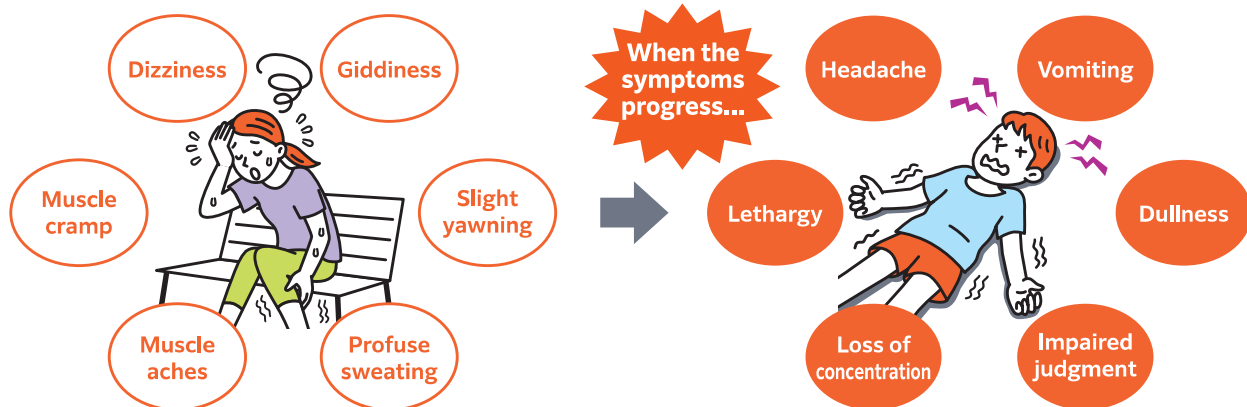 Dizziness
Giddiness
Muscle
cramp
Slight
yawning
Muscle
aches
Profuse
sweating
When the
symptoms
progress...
Headache
Vomiting
Lethargy
Dullness
Loss of
concentration
Impaired
judgment